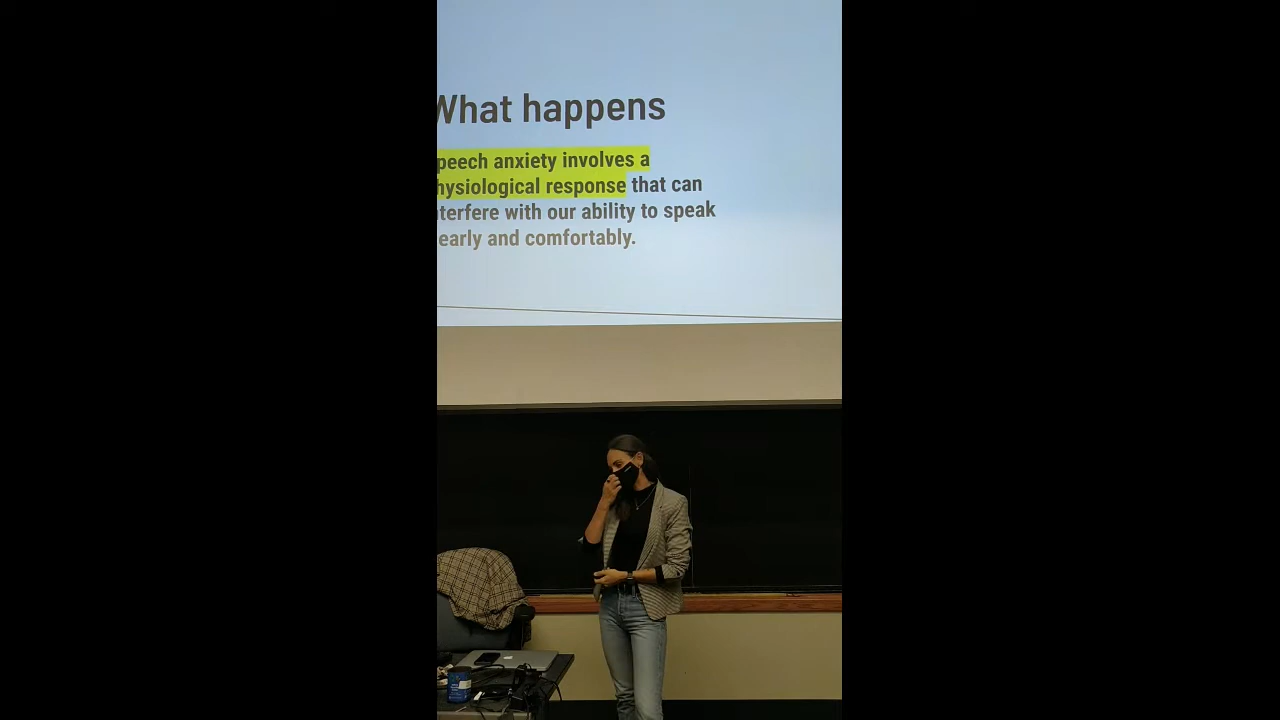 What happens
peech anxiety involves a
hysiological response that can
terfere with our ability to speak
early and comfortably.